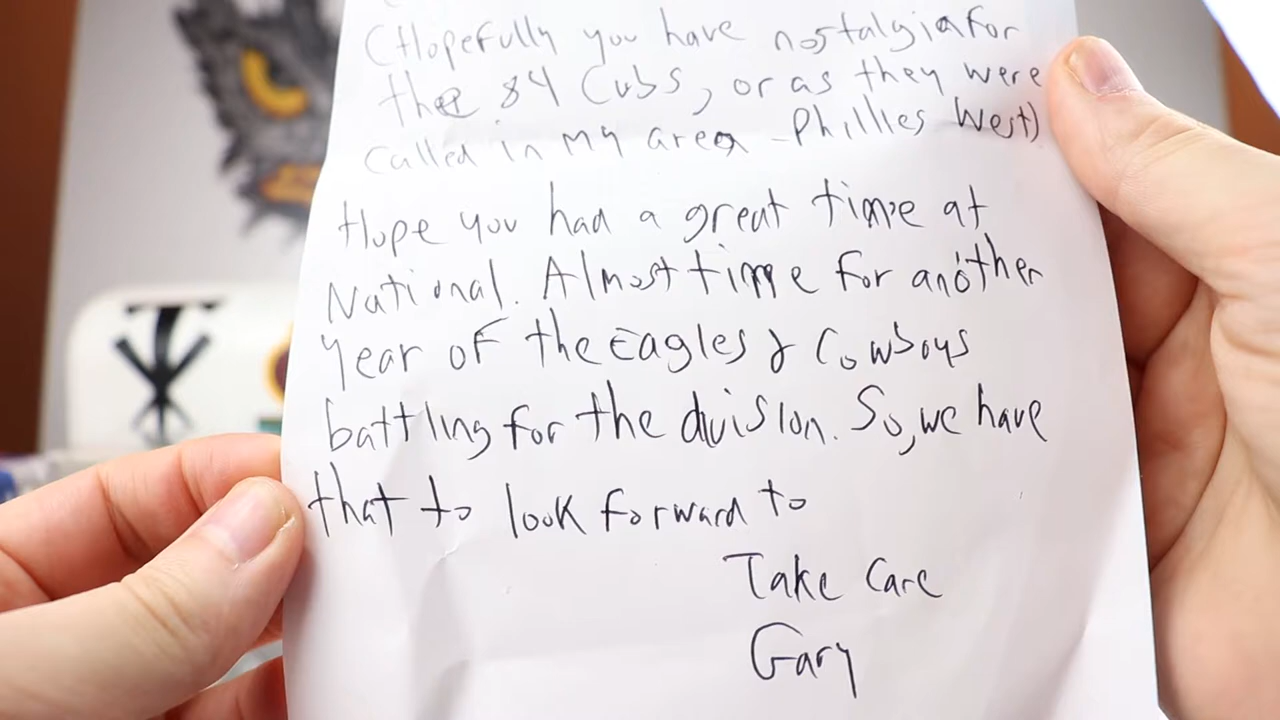 (Hopefully you have nostalgia for
the 84 Cubs, or as they were
called in my area - Phillies West)
Hope you had a great time at
National. Almost time for another
year of the Eagles & Cowboys
battling for the division. So, we have
that to look forward to
Take Care
Gary